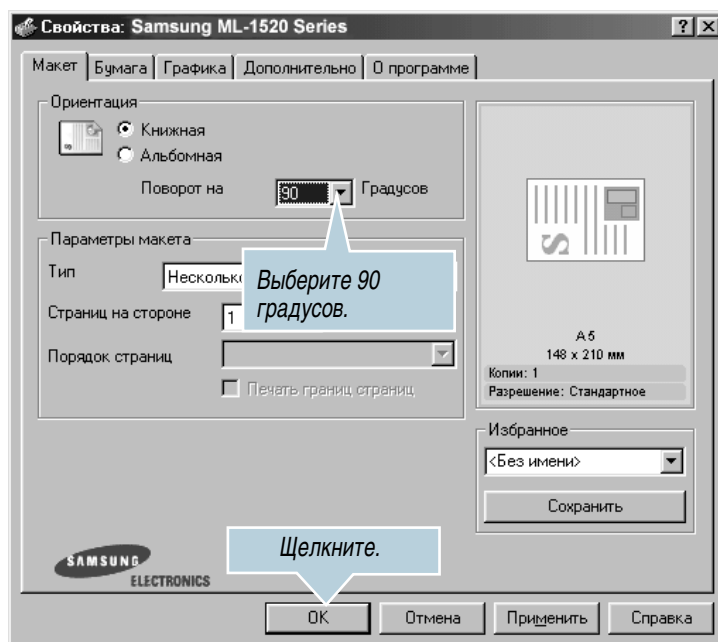 Свойства: Samsung ML-1520 Series
Макет
Бумага
Графика
Дополнительно
О программе
Ориентация
Книжная
Альбомная
Поворот на
90
Градусов
Параметры макета
Тип
Выберите 90
градусов.
Страниц на стороне
1
Порядок страниц
Печать границ страниц
S
A5
148 x 210 мм
Копии: 1
Разрешение: Стандартное
Избранное
<Без имени>
Сохранить
Щелкните.
SAMSUNG
ELECTRONICS
OK
Отмена
Применить
Справка